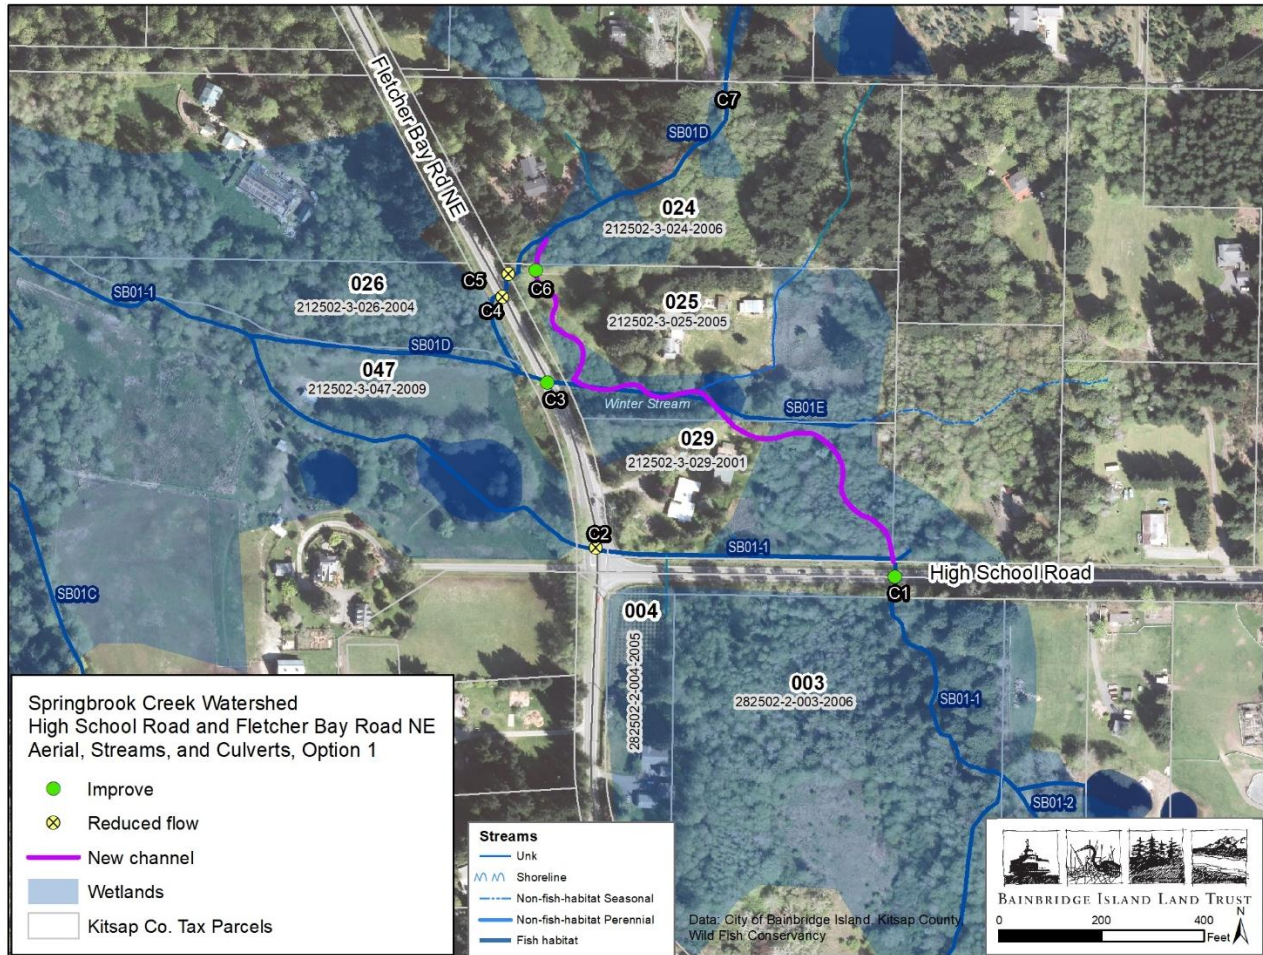 C7
Fletcher Bay Rd NE
SB01D
024
212502-3-024-2006
C5
C6
026
212502-3-026-2004
C4
025
212502-3-025-2005
SB01-1
SB01D
047
212502-3-047-2009
C3
Winter Stream
SB01E
029
212502-3-029-2001
C2
SB01-1
High School Road
C1
SB01C
004
282502-2-004-2005
003
282502-2-003-2006
SB01-1
SB01-2
Springbrook Creek Watershed
High School Road and Fletcher Bay Road NE
Aerial, Streams, and Culverts, Option 1
Improve
Reduced flow
New channel
Wetlands
Kitsap Co. Tax Parcels
Streams
Unk
Shoreline
Non-fish-habitat Seasonal
Non-fish-habitat Perennial
Fish habitat
Data: City of Bainbridge Island, Kitsap County,
Wild Fish Conservancy
BAINBRIDGE ISLAND LAND TRUST
0 200 400
Feet
N